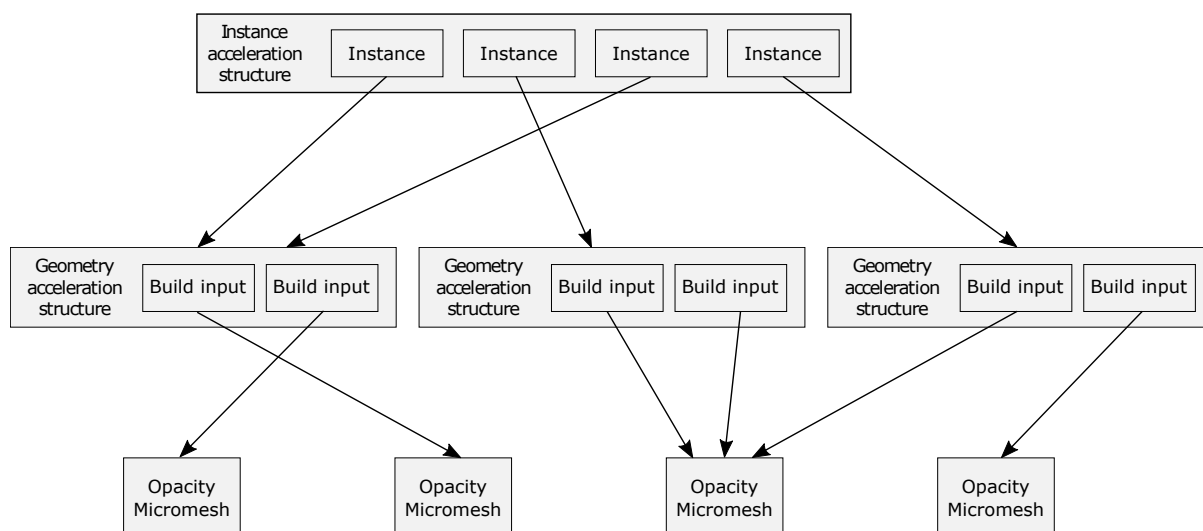 Instance
acceleration
structure
Instance
Instance
Instance
Instance
Geometry
acceleration
structure
Build input
Build input
Geometry
acceleration
structure
Build input
Build input
Geometry
acceleration
structure
Build input
Build input
Opacity
Micromesh
Opacity
Micromesh
Opacity
Micromesh
Opacity
Micromesh